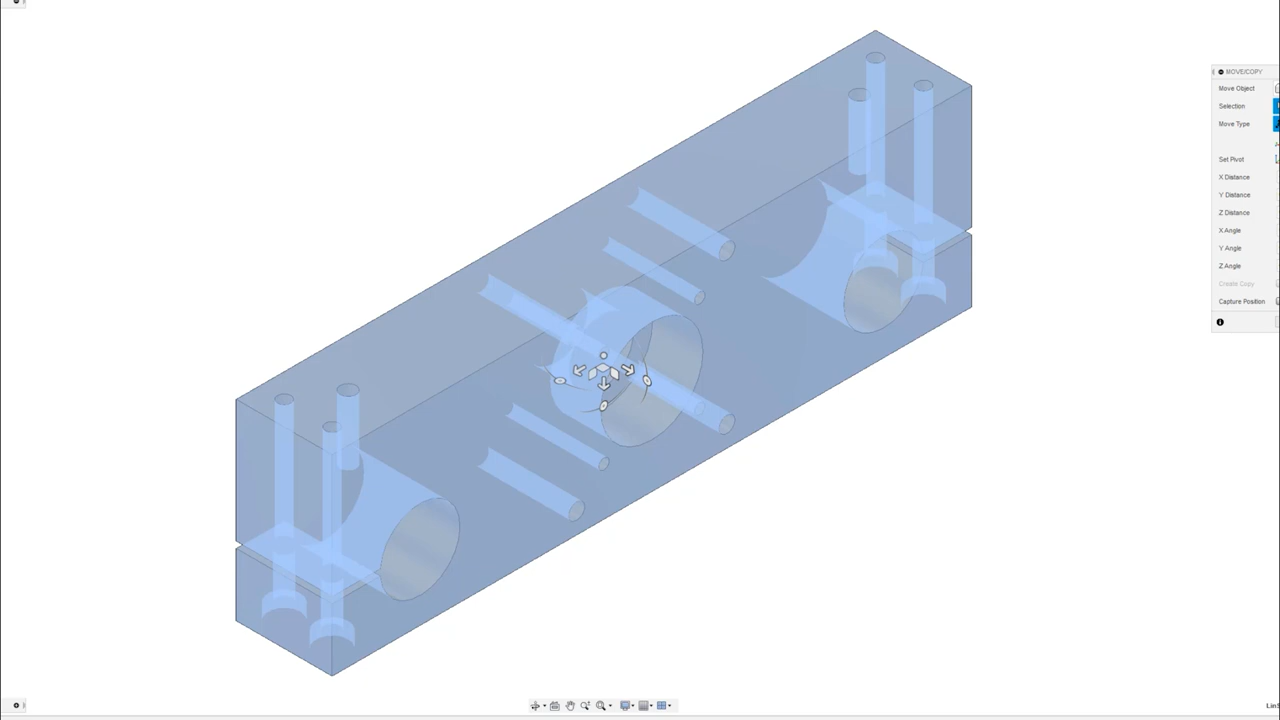 MOVE/COPY
Move Object
Selection
Move Type
Set Pivot
X Distance
Y Distance
Z Distance
X Angle
Y Angle
Z Angle
Create Copy
Capture Position